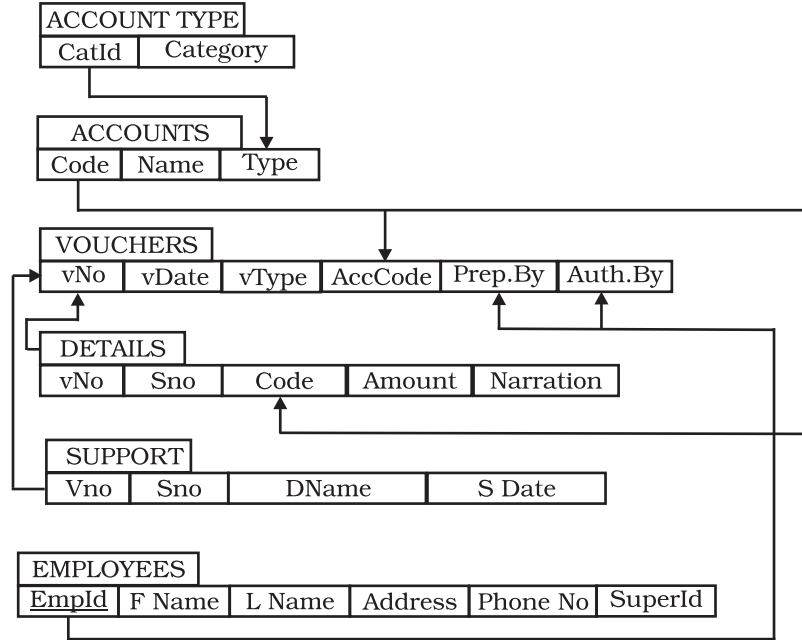 ACCOUNT TYPE
CatId Category
ACCOUNTS
Code Name Type
VOUCHERS
vNo vDate vType AccCode Prep.By Auth.By
DETAILS
vNo Sno Code Amount Narration
SUPPORT
Vno Sno DName S Date
EMPLOYEES
EmpId F Name L Name Address Phone No SuperId